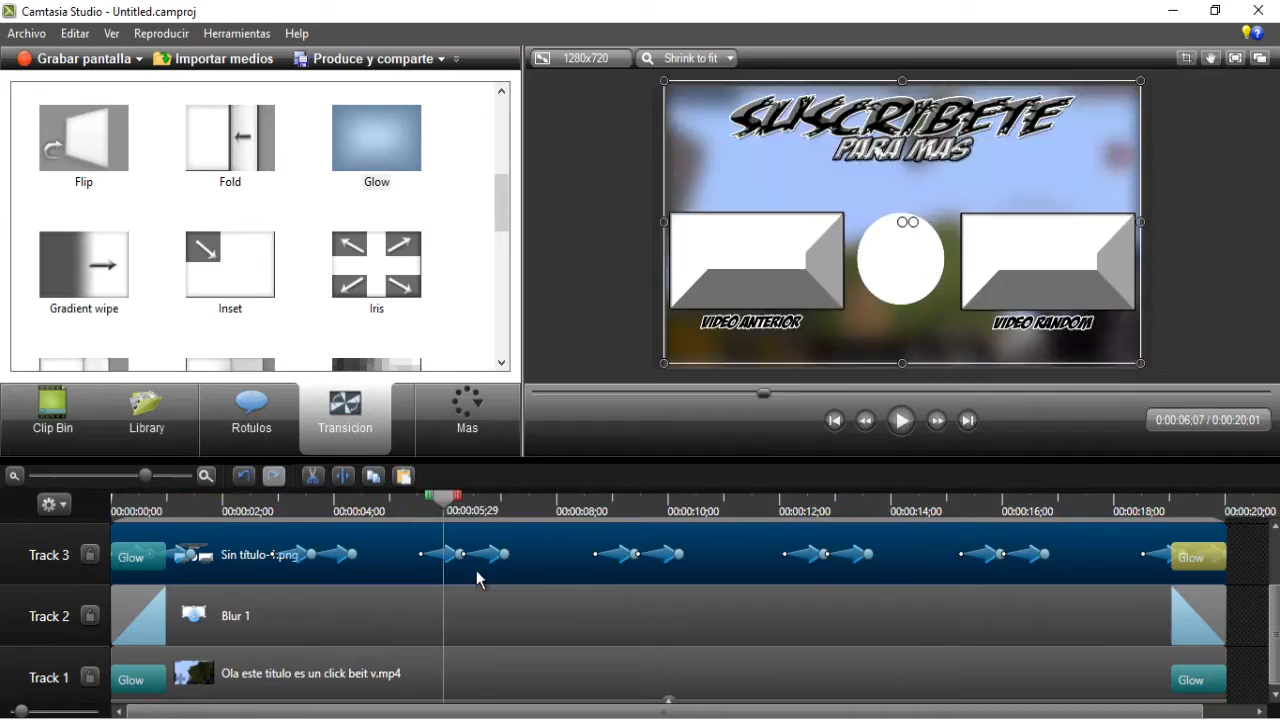 Camtasia Studio - Untitled.camproj
Archivo Editar Ver Reproducir Herramientas Help
Grabar pantalla Importar medios Produce y comparte
1280x720 Shrink to fit
Flip Fold Glow
Gradient wipe Inset Iris
SUSCRIBETE
PARA MAS
VIDEO ANTERIOR VIDEO RANDOM
Clip Bin Library Rotulos Transicion Mas
0:00:06;07 / 0:00:20;01
00:00:00;00 00:00:02;00 00:00:04;00 00:00:05;29 00:00:08;00 00:00:10;00 00:00:12;00 00:00:14;00 00:00:16;00 00:00:18;00 00:00:20;00
Track 3 Glow Sin título-1.png Glow
Track 2 Blur 1
Track 1 Glow Ola este titulo es un click beit v.mp4 Glow